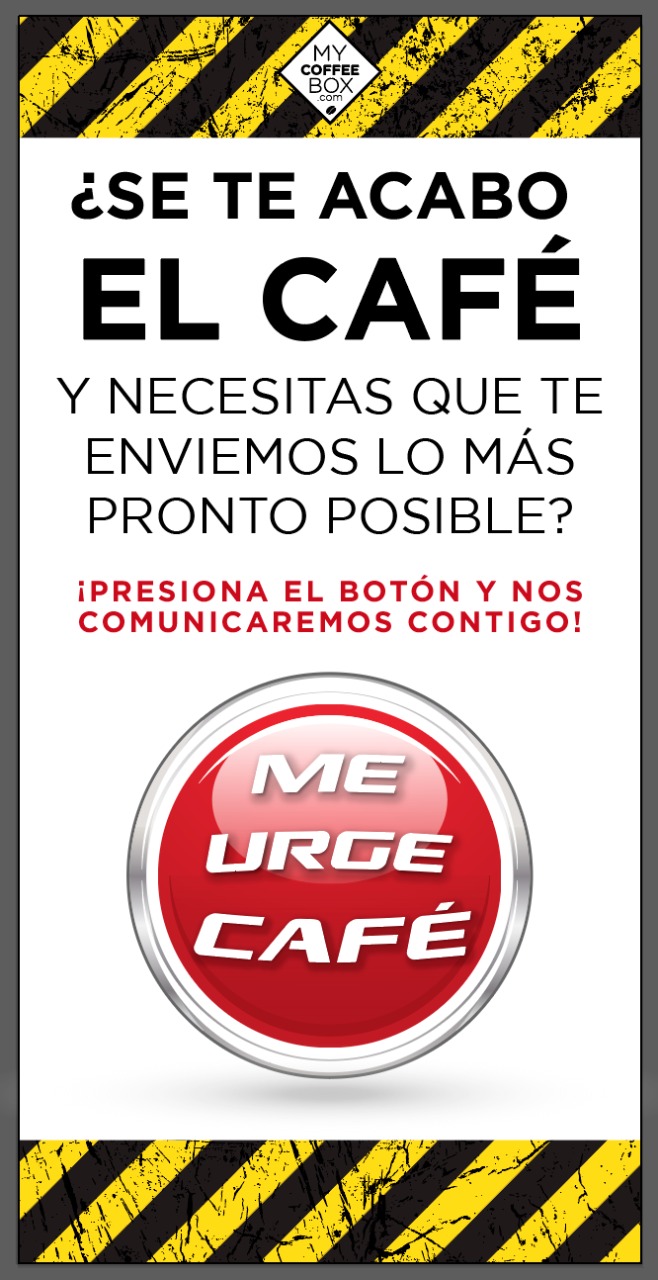 MY
COFFEE
BOX
.com
¿SE TE ACABO
EL CAFÉ
Y NECESITAS QUE TE
ENVIEMOS LO MÁS
PRONTO POSIBLE?
¡PRESIONA EL BOTÓN Y NOS
COMUNICAREMOS CONTIGO!
ME
URGE
CAFÉ